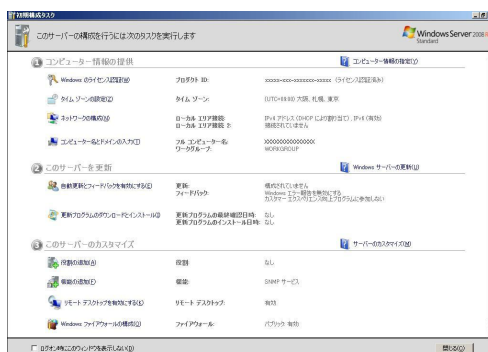 初期構成タスク
このサーバーの構成を行うには次のタスクを実行します
Windows Server 2008 R2
Standard
1 コンピューター情報の提供
コンピューター情報の指定(Y)
Windows のライセンス認証(W)
プロダクト ID:
xxxxx-xxx-xxxxxxx-xxxxx (ライセンス認証済み)
タイム ゾーンの設定(Z)
タイム ゾーン:
(UTC+09:00) 大阪、札幌、東京
ネットワークの構成(N)
ローカル エリア接続:
IPv4 アドレス (DHCP により割り当て)、IPv6 (有効)
ローカル エリア接続 2:
接続されていません
コンピューター名とドメインの入力(T)
フル コンピューター名:
XXXXXXXXXXXXXXX
ワークグループ:
WORKGROUP
2 このサーバーを更新
Windows サーバーの更新(U)
自動更新とフィードバックを有効にする(E)
更新:
構成されていません
フィードバック:
Windows エラー報告を無効にする
カスタマー エクスペリエンス向上プログラムに参加しない
更新プログラムのダウンロードとインストール(I)
更新プログラムの最終確認日時:
なし
更新プログラムのインストール日時:
なし
3 このサーバーのカスタマイズ
サーバーのカスタマイズ(M)
役割の追加(A)
役割:
なし
機能の追加(F)
機能:
SNMP サービス
リモート デスクトップを有効にする(K)
リモート デスクトップ:
有効
Windows ファイアウォールの構成(O)
ファイアウォール:
パブリック: 有効
ログオン時にこのウィンドウを表示しない(D)
閉じる(C)